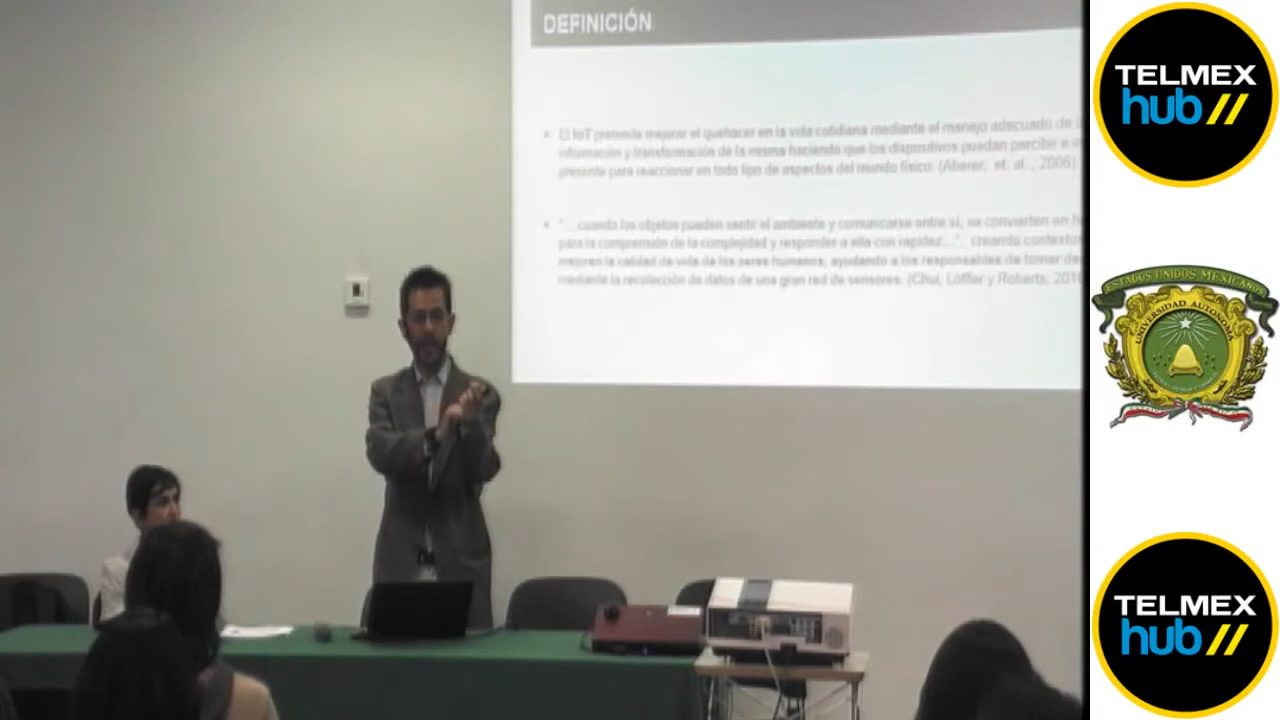 DEFINICIÓN
El IoT pretende mejorar el quehacer en la vida cotidiana mediante el manejo adecuado de
información y transformación de la misma haciendo que los dispositivos puedan percibir e
presente para reaccionar en todo tipo de aspectos del mundo físico. (Aberer, et. al. , 2006)
"... cuando los objetos pueden sentir el ambiente y comunicarse entre sí, se convierten en
para la comprensión de la complejidad y responder a ella con rapidez...", creando contextos
mejoren la calidad de vida de los seres humanos, ayudando a los responsables de tomar
mediante la recolección de datos de una gran red de sensores. (Chui, Löffler y Roberts,
TELMEX
hub//
ESTADOS UNIDOS MEXICANOS
UNIVERSIDAD AUTONOMA
TELMEX
hub//